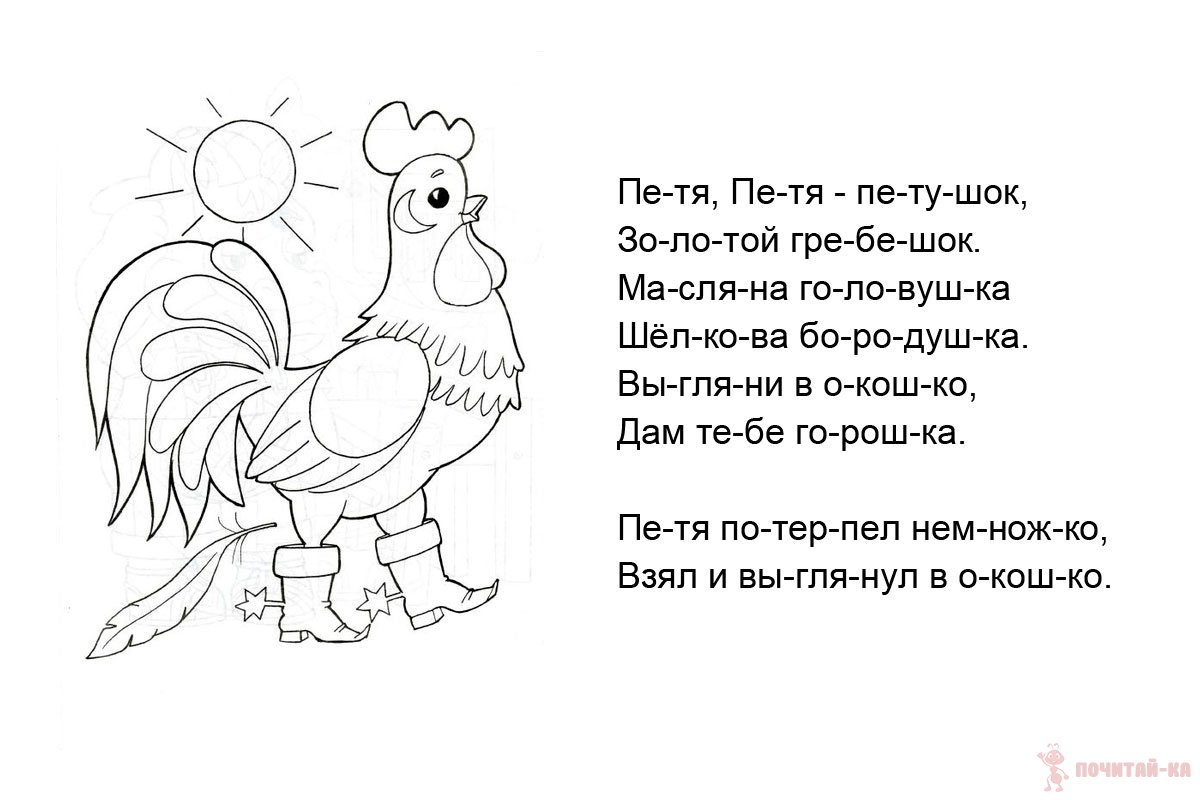 Пе-тя, Пе-тя - пе-ту-шок,
Зо-ло-той гре-бе-шок.
Ма-сля-на го-ло-вуш-ка
Шёл-ко-ва бо-ро-душ-ка.
Вы-гля-ни в о-кош-ко,
Дам те-бе го-рош-ка.
Пе-тя по-тер-пел нем-нож-ко,
Взял и вы-гля-нул в о-кош-ко.
ПОЧИТАЙ-КА